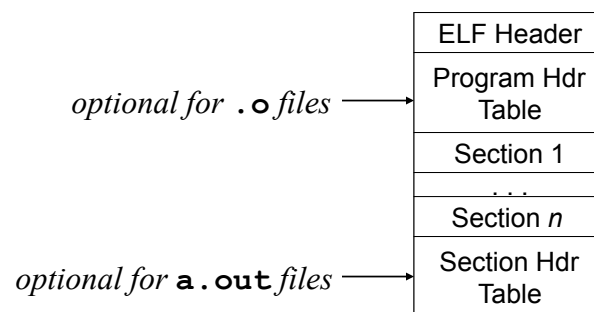 ELF Header
optional for .o files
Program Hdr
Table
Section 1
. . .
Section n
optional for a.out files
Section Hdr
Table